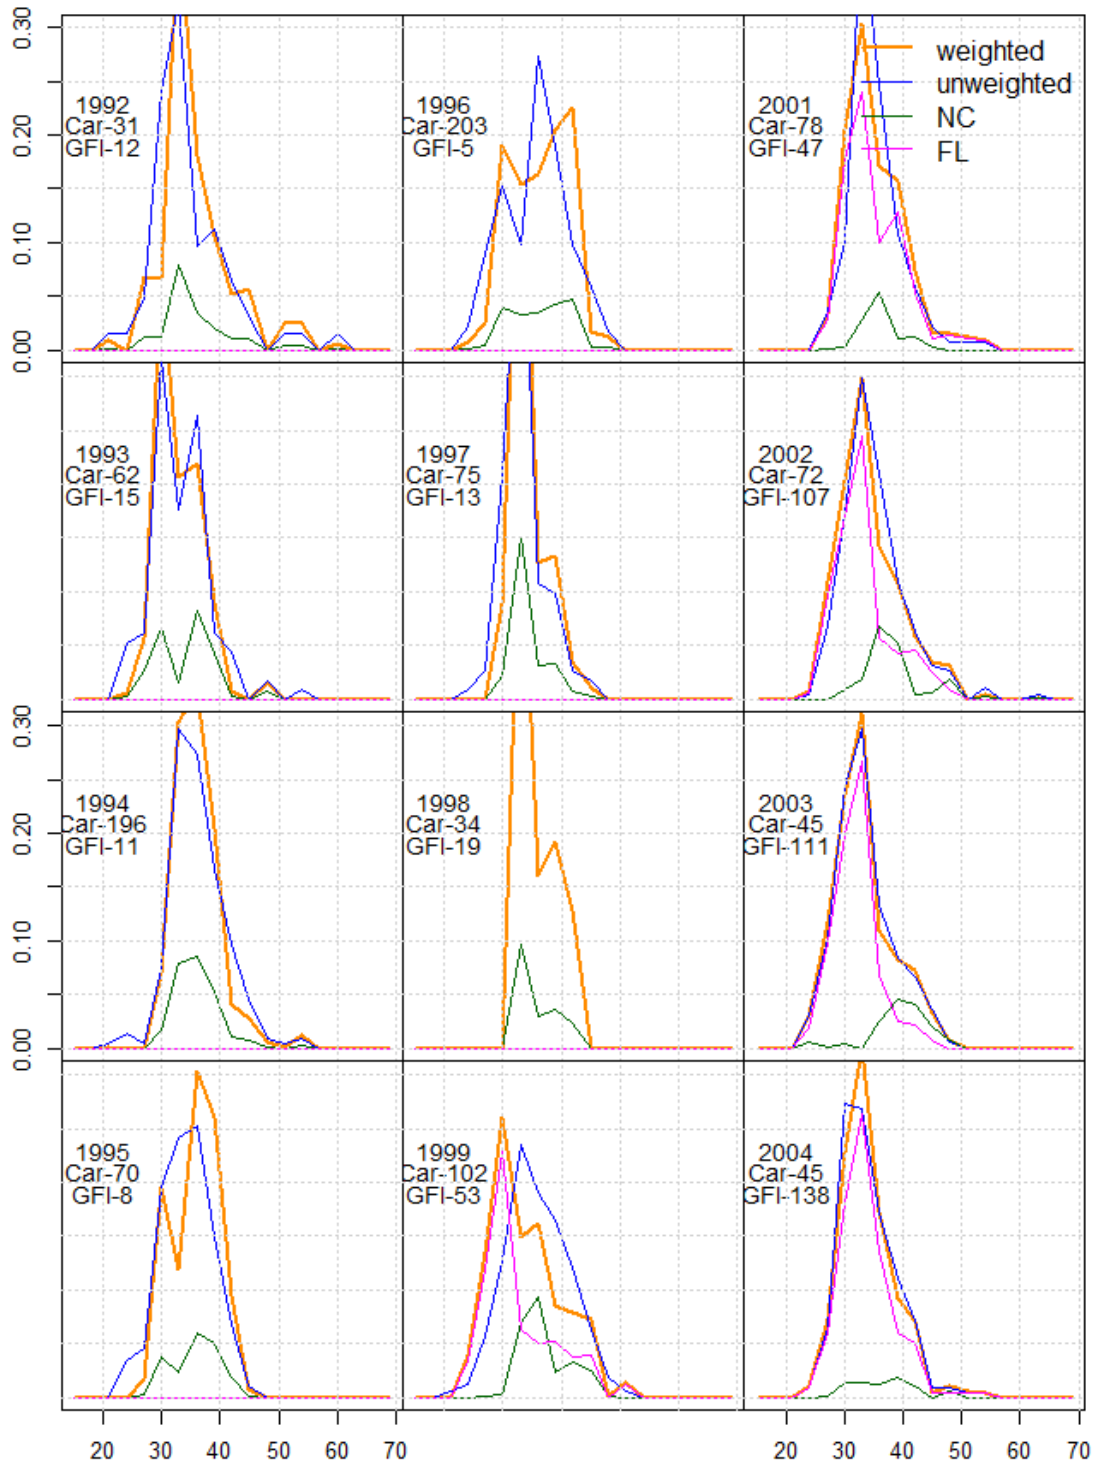 0.30
0.20
0.10
0.00
1992
Car-31
GFI-12
1996
Car-203
GFI-5
2001
Car-78
GFI-47
weighted
unweighted
NC
FL
1993
Car-62
GFI-15
1997
Car-75
GFI-13
2002
Car-72
GFI-107
0.30
0.20
0.10
0.00
1994
Car-196
GFI-11
1998
Car-34
GFI-19
2003
Car-45
GFI-111
1995
Car-70
GFI-8
1999
Car-102
GFI-53
2004
Car-45
GFI-138
20 30 40 50 60 70
20 30 40 50 60 70